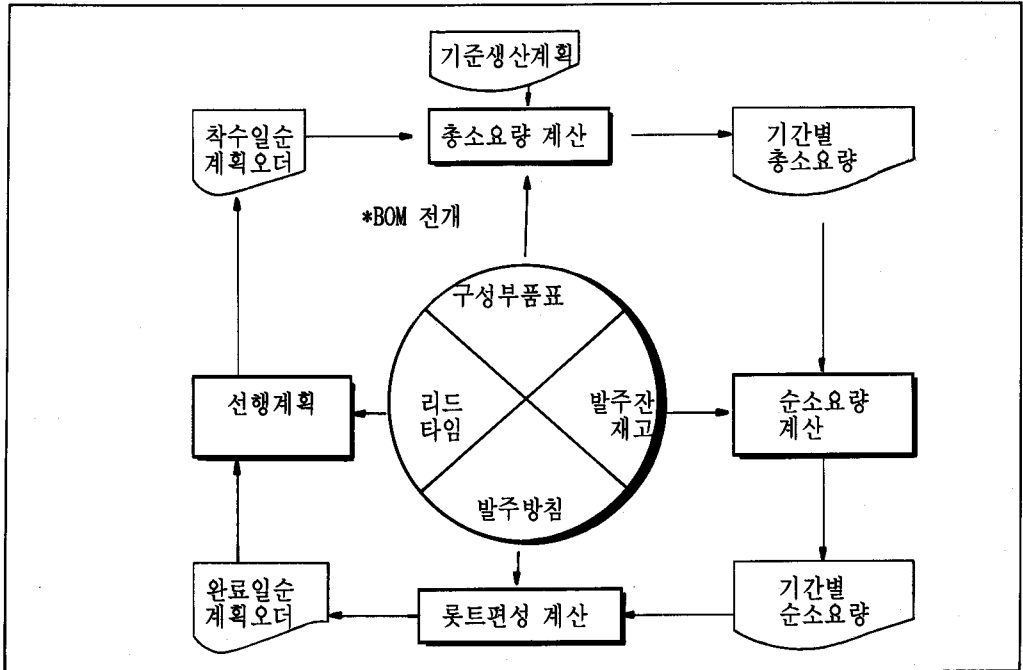 기준생산계획
착수일순
계획오더
총소요량 계산
기간별
총소요량
*BOM 전개
구성부품표
선행계획
리드
타임
발주잔
재고
순소요량
계산
발주방침
완료일순
계획오더
롯트편성 계산
기간별
순소요량